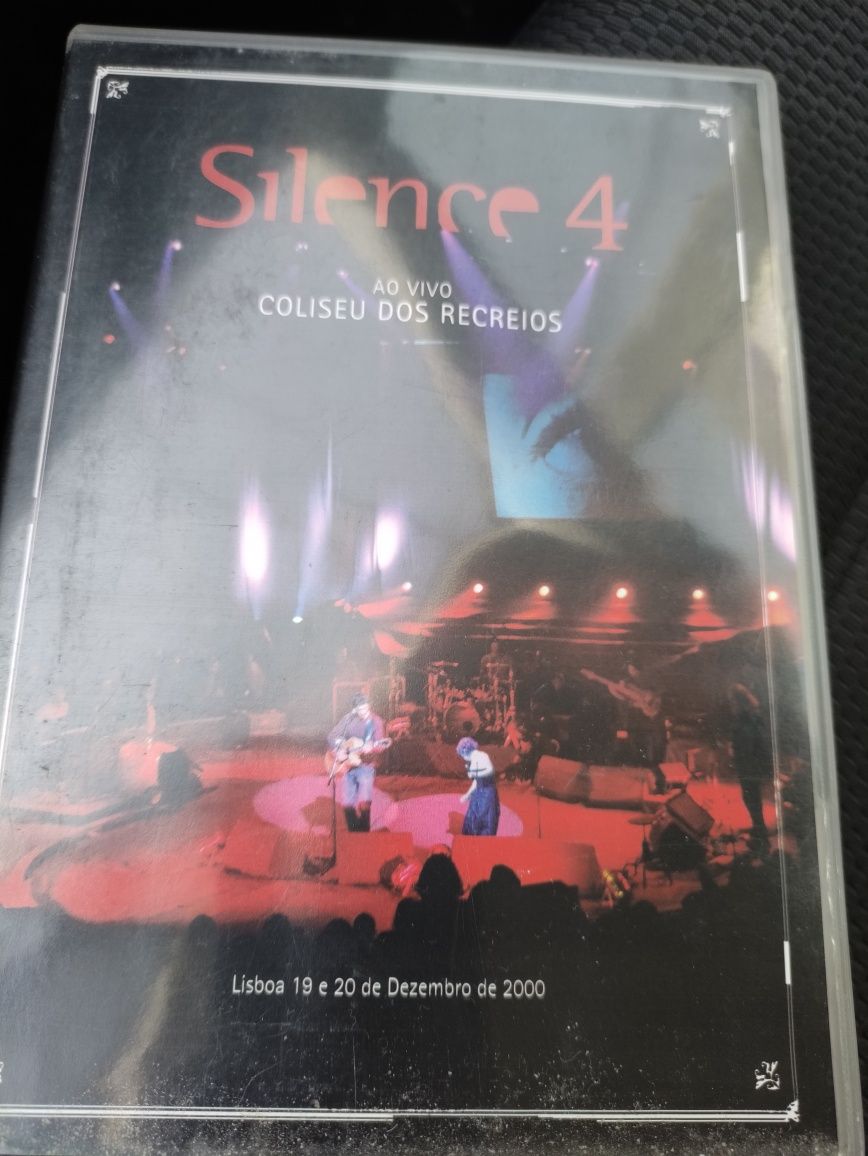 Silence 4
AO VIVO
COLISEU DOS RECREIOS
Lisboa 19 e 20 de Dezembro de 2000